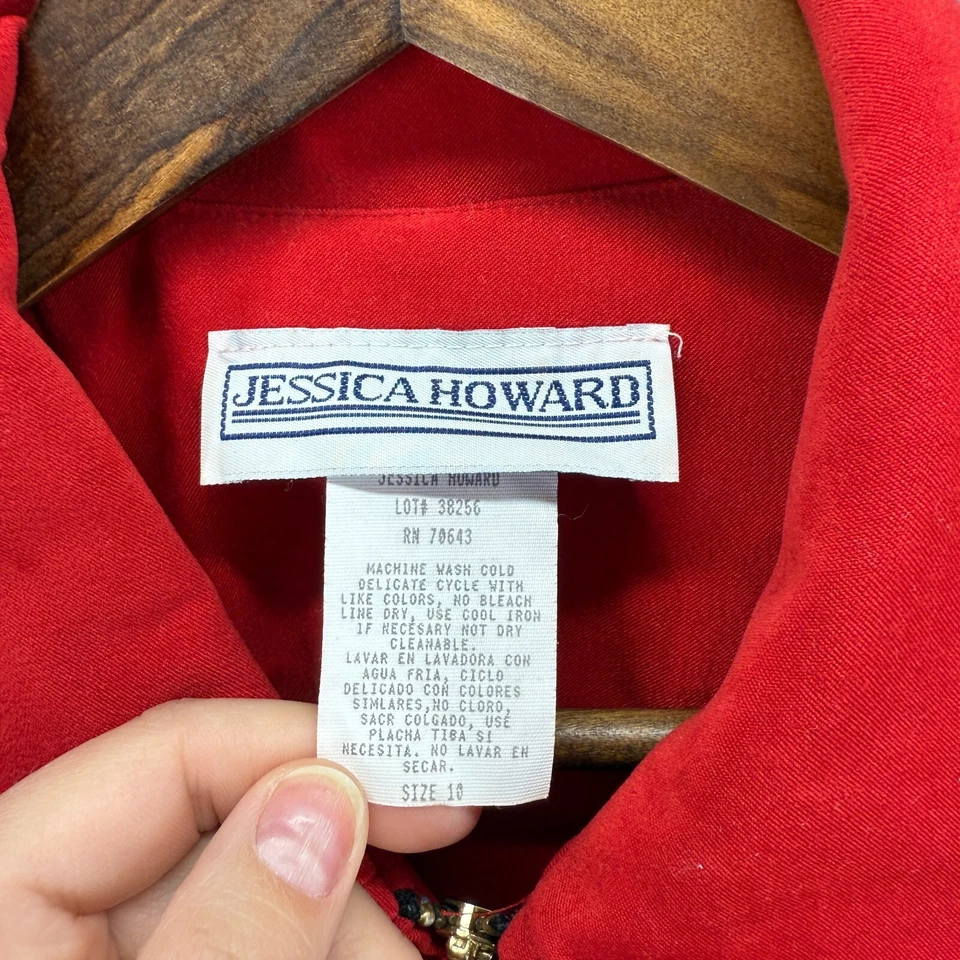 JESSICA HOWARD
JESSICA HOWARD
LOT# 38256
RN 70643
MACHINE WASH COLD
DELICATE CYCLE WITH
LIKE COLORS, NO BLEACH
LINE DRY, USE COOL IRON
IF NECESARY NOT DRY
CLEANABLE.
LAVAR EN LAVADORA CON
AGUA FRIA, CICLO
DELICADO CON COLORES
SIMLARES,NO CLORO,
SACR COLGADO, USE
PLACHA TIBA SI
NECESITA. NO LAVAR EN
SECAR.
SIZE 10